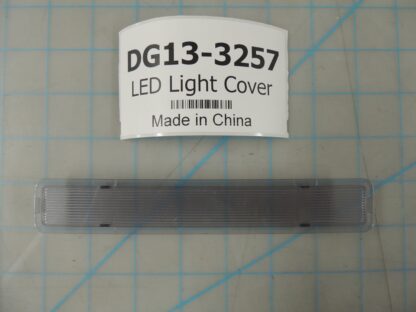 DG13-3257
LED Light Cover
Made in China